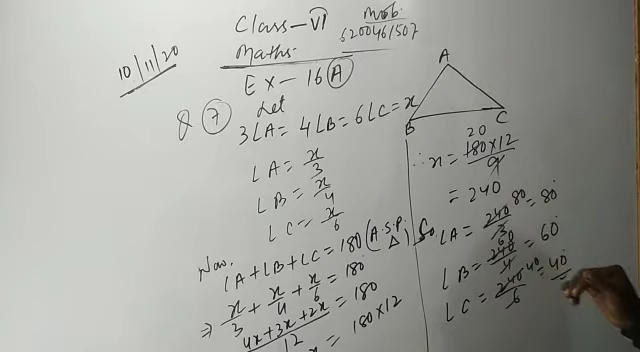 Class-VI
Mob.
6200461507
10/11/20
Maths.
Ex-16(A)
Q 7 Let
3∠A = 4∠B = 6∠C = x
∠A = x/3
∠B = x/4
∠C = x/6
Now.
∠A+∠B+∠C = 180 (A.S.P. Δ)
⇒ x/3 + x/4 + x/6 = 180°
4x+3x+2x/12 = 180
x = 180×12
A
B
C
∴ x = 20 180×12/9
= 240
So
∠A = 240/3 80 = 80°
∠B = 240/4 60 = 60°
∠C = 240/6 40 = 40°